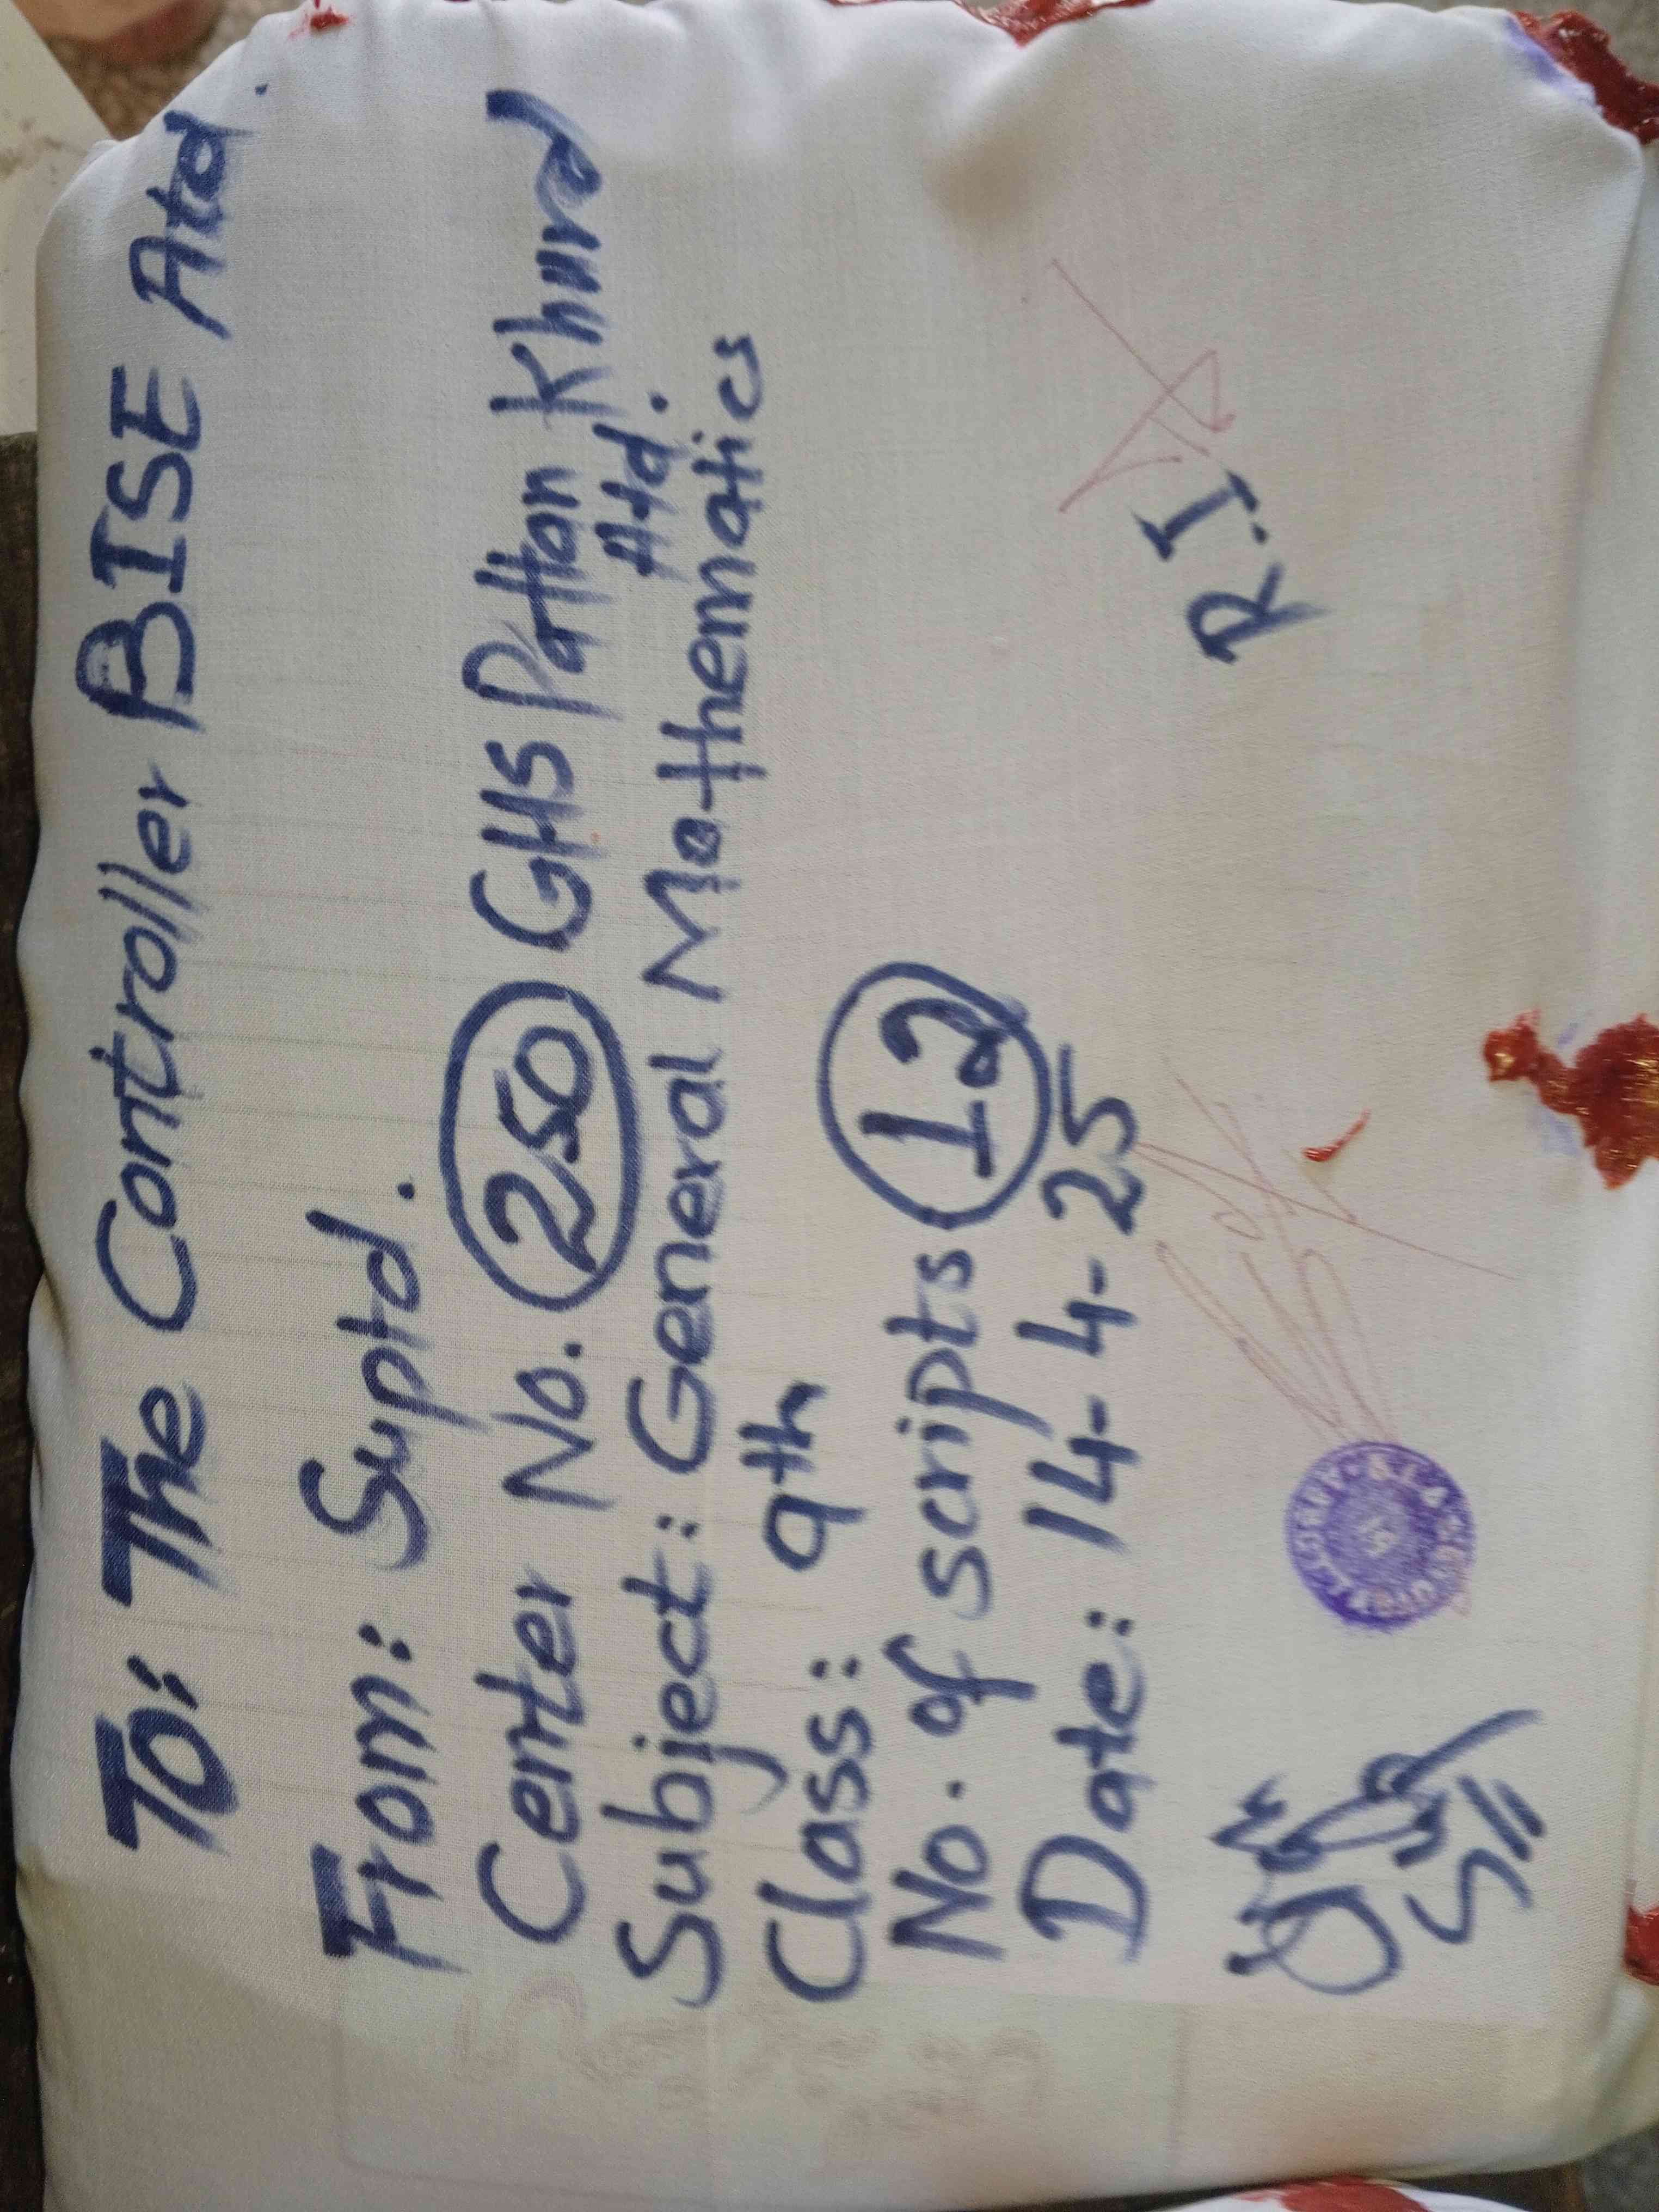 To: The Controller BISE Atd.
From: Suptd.
Center No. 250 GHS Pattan Khurd
Atd.
Subject: General Mathematics
Class: 9th
No. of scripts 12
Date: 14-4-25
R.I